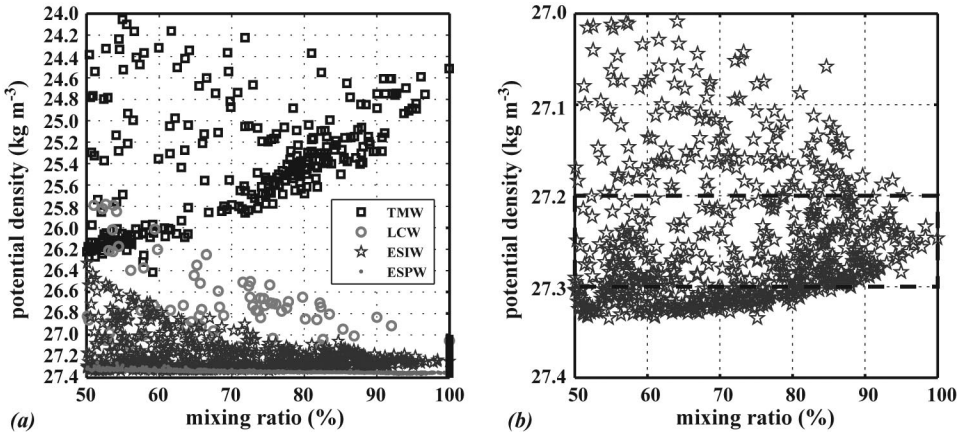 24.0
24.2
24.4
24.6
24.8
25.0
25.2
25.4
25.6
25.8
26.0
26.2
26.4
26.6
26.8
27.0
27.2
27.4
potential density (kg m⁻³)
TMW
LCW
ESIW
ESPW
50 60 70 80 90 100
(a) mixing ratio (%)
27.0
27.1
27.2
27.3
27.4
potential density (kg m⁻³)
50 60 70 80 90 100
(b) mixing ratio (%)